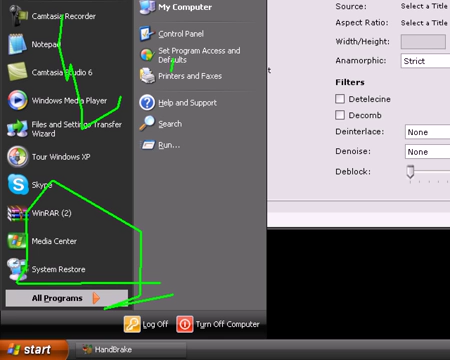 Camtasia Recorder
My Computer
Notepad
Control Panel
Set Program Access and
Defaults
Camtasia Studio 6
Printers and Faxes
Windows Media Player
Help and Support
Files and Settings Transfer
Wizard
Search
Tour Windows XP
Run...
Skype
WinRAR (2)
Media Center
System Restore
All Programs
Log Off
Turn Off Computer
start
HandBrake
Source: Select a Title
Aspect Ratio: Select a Title
Width/Height:
Anamorphic: Strict
Filters
Detelecine
Decomb
Deinterlace: None
Denoise: None
Deblock: